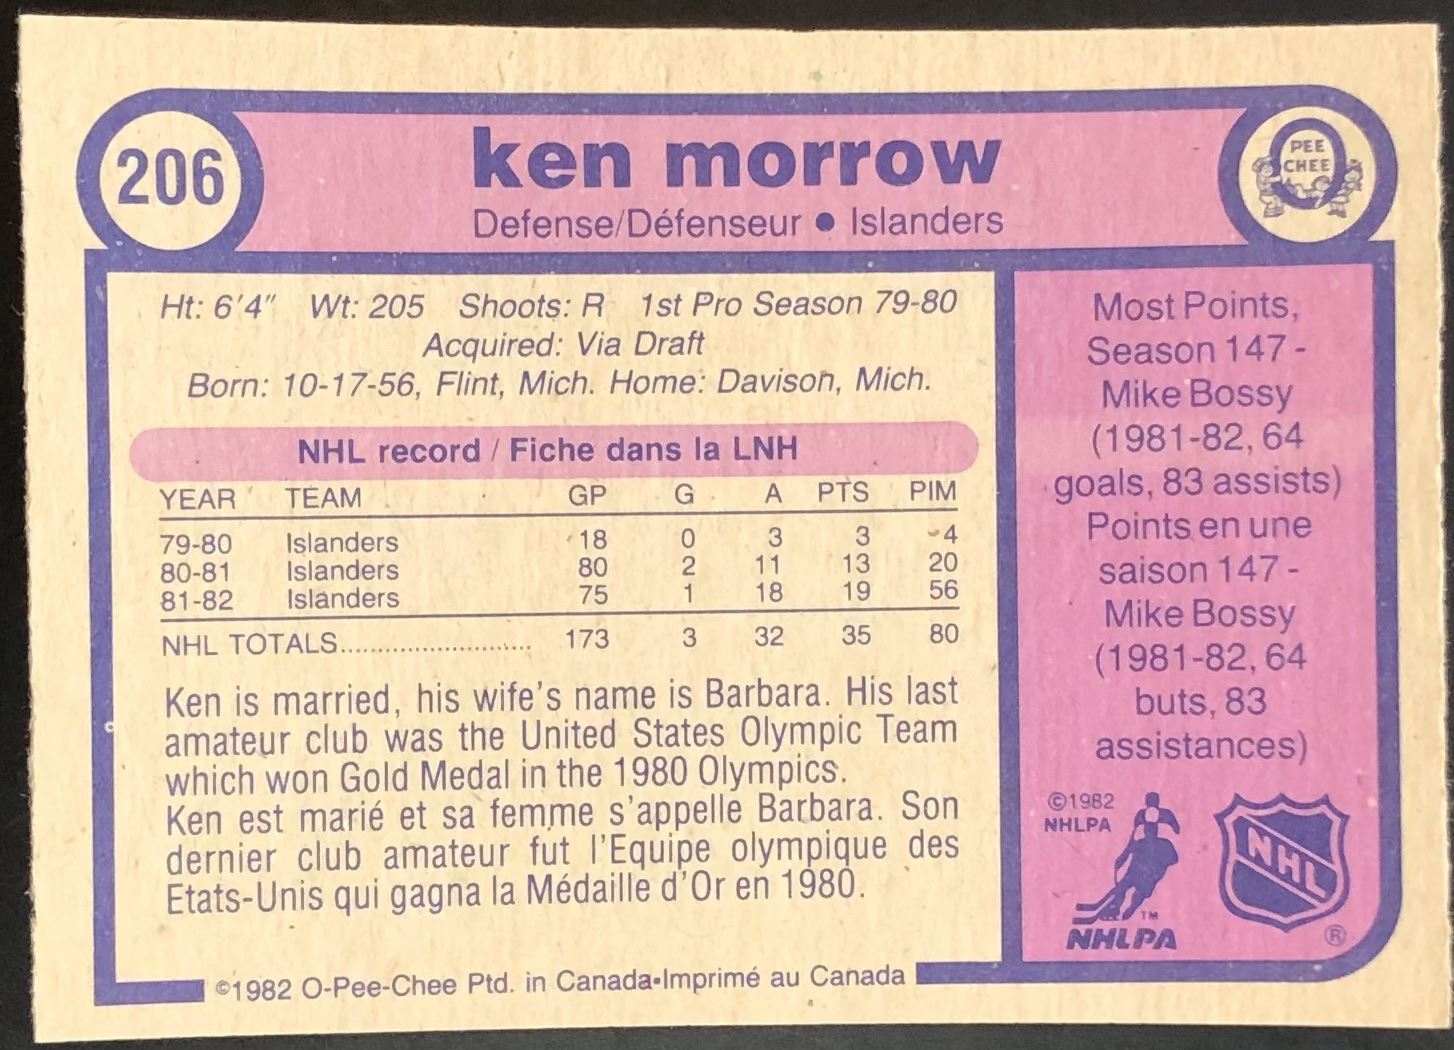 206
ken morrow
Defense/Défenseur ● Islanders
PEE
CHEE
Ht: 6'4" Wt: 205 Shoots: R 1st Pro Season 79-80
Acquired: Via Draft
Born: 10-17-56, Flint, Mich. Home: Davison, Mich.
NHL record / Fiche dans la LNH
YEAR TEAM GP G A PTS PIM
79-80 Islanders 18 0 3 3 4
80-81 Islanders 80 2 11 13 20
81-82 Islanders 75 1 18 19 56
NHL TOTALS.......................... 173 3 32 35 80
Ken is married, his wife's name is Barbara. His last
amateur club was the United States Olympic Team
which won Gold Medal in the 1980 Olympics.
Ken est marié et sa femme s'appelle Barbara. Son
dernier club amateur fut l'Equipe olympique des
Etats-Unis qui gagna la Médaille d'Or en 1980.
©1982 O-Pee-Chee Ptd. in Canada•Imprimé au Canada
Most Points,
Season 147 -
Mike Bossy
(1981-82, 64
goals, 83 assists)
Points en une
saison 147 -
Mike Bossy
(1981-82, 64
buts, 83
assistances)
©1982
NHLPA
TM
NHLPA
NHL
®